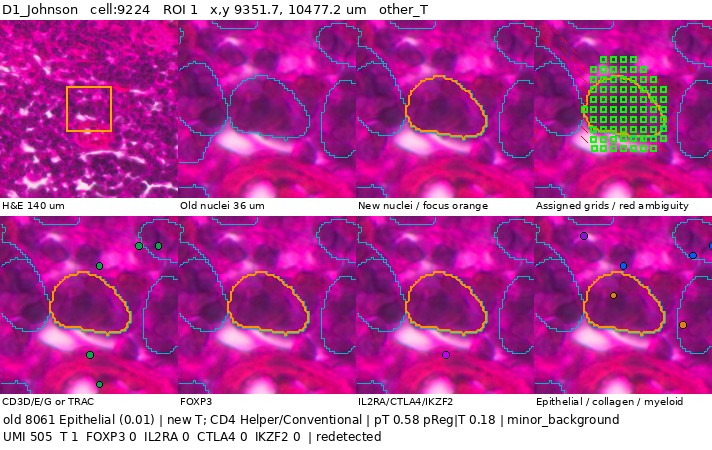 D1_Johnson cell:9224 ROI 1 x,y 9351.7, 10477.2 um other_T
H&E 140 um
Old nuclei 36 um
New nuclei / focus orange
Assigned grids / red ambiguity
CD3D/E/G or TRAC
FOXP3
IL2RA/CTLA4/IKZF2
Epithelial / collagen / myeloid
old 8061 Epithelial (0.01) | new T; CD4 Helper/Conventional | pT 0.58 pReg|T 0.18 | minor_background
UMI 505 T 1 FOXP3 0 IL2RA 0 CTLA4 0 IKZF2 0 | redetected